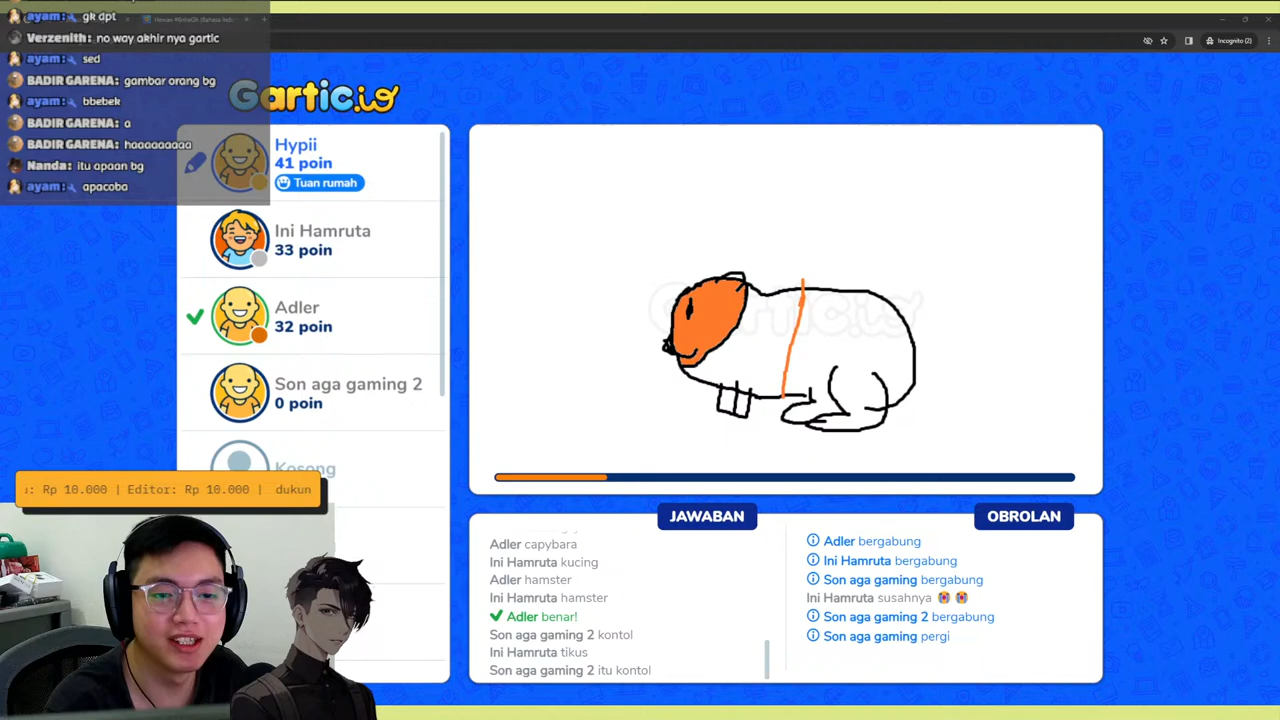 ayam: gk dpt
Verzenith: no way akhir nya gartic
ayam: sed
BADIR GARENA: gambar orang bg
ayam: bbebek
BADIR GARENA: a
BADIR GARENA: haaaaaaaaa
Nanda: itu apaan bg
ayam: apacoba
Incognito (2)
Gartic.io
Hypii
41 poin
Tuan rumah
Ini Hamruta
33 poin
Adler
32 poin
Son aga gaming 2
0 poin
Kosong
Gartic.io
: Rp 10.000 | Editor: Rp 10.000 | dukun
JAWABAN
Adler capybara
Ini Hamruta kucing
Adler hamster
Ini Hamruta hamster
Adler benar!
Son aga gaming 2 kontol
Ini Hamruta tikus
Son aga gaming 2 itu kontol
OBROLAN
Adler bergabung
Ini Hamruta bergabung
Son aga gaming bergabung
Ini Hamruta susahnya
Son aga gaming 2 bergabung
Son aga gaming pergi